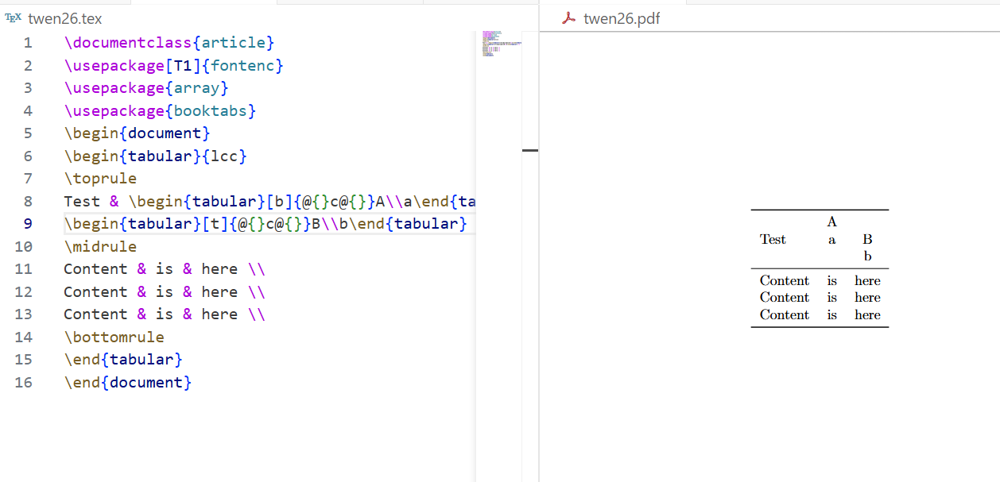 TEX twen26.tex
1 \documentclass{article}
2 \usepackage[T1]{fontenc}
3 \usepackage{array}
4 \usepackage{booktabs}
5 \begin{document}
6 \begin{tabular}{lcc}
7 \toprule
8 Test & \begin{tabular}[b]{@{}c@{}}A\\a\end{ta
9 \begin{tabular}[t]{@{}c@{}}B\\b\end{tabular}
10 \midrule
11 Content & is & here \\
12 Content & is & here \\
13 Content & is & here \\
14 \bottomrule
15 \end{tabular}
16 \end{document}
twen26.pdf
A
Test a B
b
Content is here
Content is here
Content is here